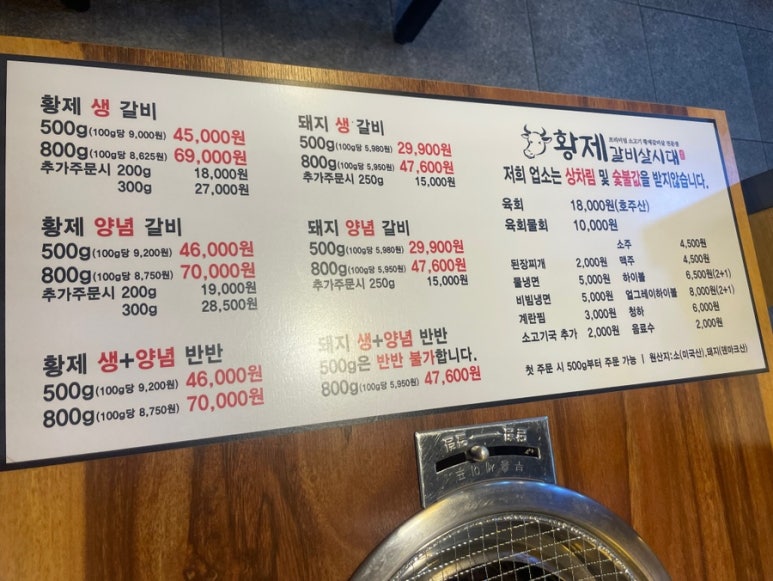 황제 생 갈비
500g(100g당 9,000원) 45,000원
800g(100g당 8,625원) 69,000원
추가주문시 200g 18,000원
300g 27,000원
황제 양념 갈비
500g(100g당 9,200원) 46,000원
800g(100g당 8,750원) 70,000원
추가주문시 200g 19,000원
300g 28,500원
황제 생+양념 반반
500g(100g당 9,200원) 46,000원
800g(100g당 8,750원) 70,000원
돼지 생 갈비
500g(100g당 5,980원) 29,900원
800g(100g당 5,950원) 47,600원
추가주문시 250g 15,000원
돼지 양념 갈비
500g(100g당 5,980원) 29,900원
800g(100g당 5,950원) 47,600원
추가주문시 250g 15,000원
돼지 생+양념 반반
500g은 반반 불가합니다.
800g(100g당 5,950원) 47,600원
황제 갈비살시대
저희 업소는 상차림 및 숯불값을 받지않습니다.
육회 18,000원(호주산)
육회물회 10,000원
소주 4,500원
된장찌개 2,000원 맥주 4,500원
물냉면 5,000원 하이볼 6,500원(2+1)
비빔냉면 5,000원 얼그레이하이볼 8,000원(2+1)
계란찜 3,000원 청하 6,000원
소고기국 추가 2,000원 음료수 2,000원
첫 주문 시 500g부터 주문 가능 | 원산지:소(미국산),돼지(덴마크산)